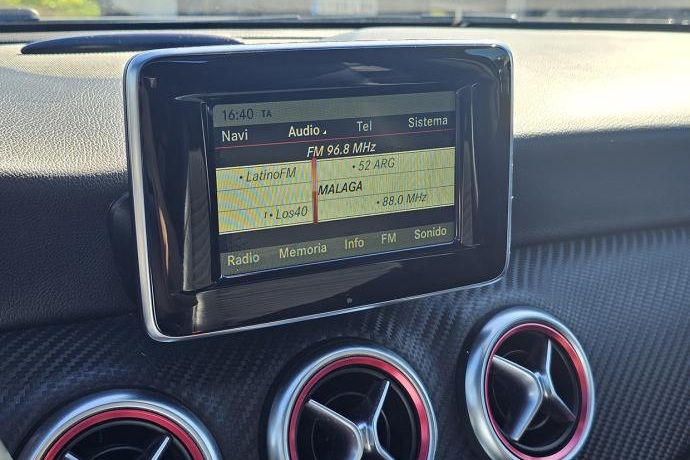 16:40 TA
Navi Audio Tel Sistema
FM 96.8 MHz
• LatinoFM • 52 ARG
MALAGA
• Los40 • 88.0 MHz
Radio Memoria Info FM Sonido